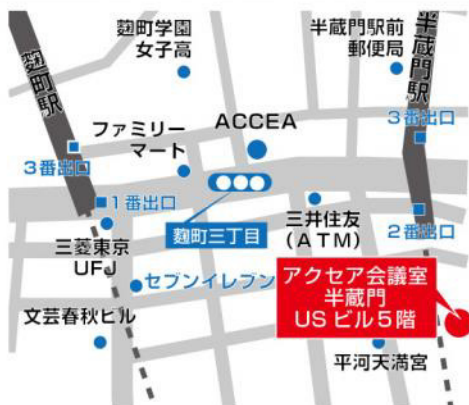 麴町学園
女子高
半蔵門駅前
郵便局
麴町駅
半蔵門駅
ファミリー
マート
ACCEA
3番出口
3番出口
1番出口
麴町三丁目
三井住友
(ATM)
2番出口
三菱東京
UFJ
セブンイレブン
アクセア会議室
半蔵門
USビル5階
文芸春秋ビル
平河天満宮